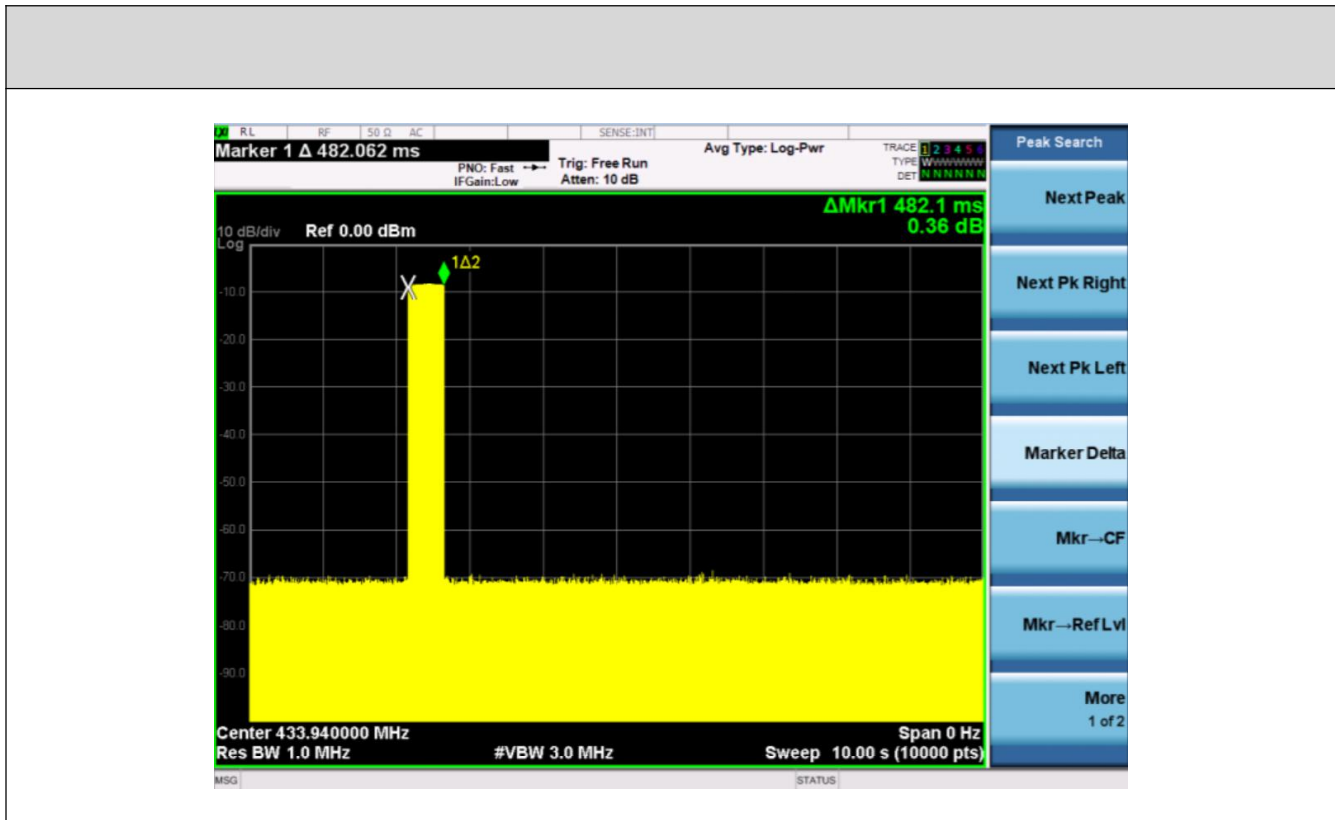 RL RF 50 Ω AC SENSE:INT
Marker 1 Δ 482.062 ms
PNO: Fast
IFGain:Low
Trig: Free Run
Atten: 10 dB
Avg Type: Log-Pwr
TRACE 1 2 3 4 5 6
TYPE WWWWWW
DET N N N N N N
ΔMkr1 482.1 ms
0.36 dB
10 dB/div Ref 0.00 dBm
Log
1Δ2
-10.0
-20.0
-30.0
-40.0
-50.0
-60.0
-70.0
-80.0
-90.0
Center 433.940000 MHz Span 0 Hz
Res BW 1.0 MHz #VBW 3.0 MHz Sweep 10.00 s (10000 pts)
MSG STATUS
Peak Search
Next Peak
Next Pk Right
Next Pk Left
Marker Delta
Mkr→CF
Mkr→Ref Lvl
More
1 of 2